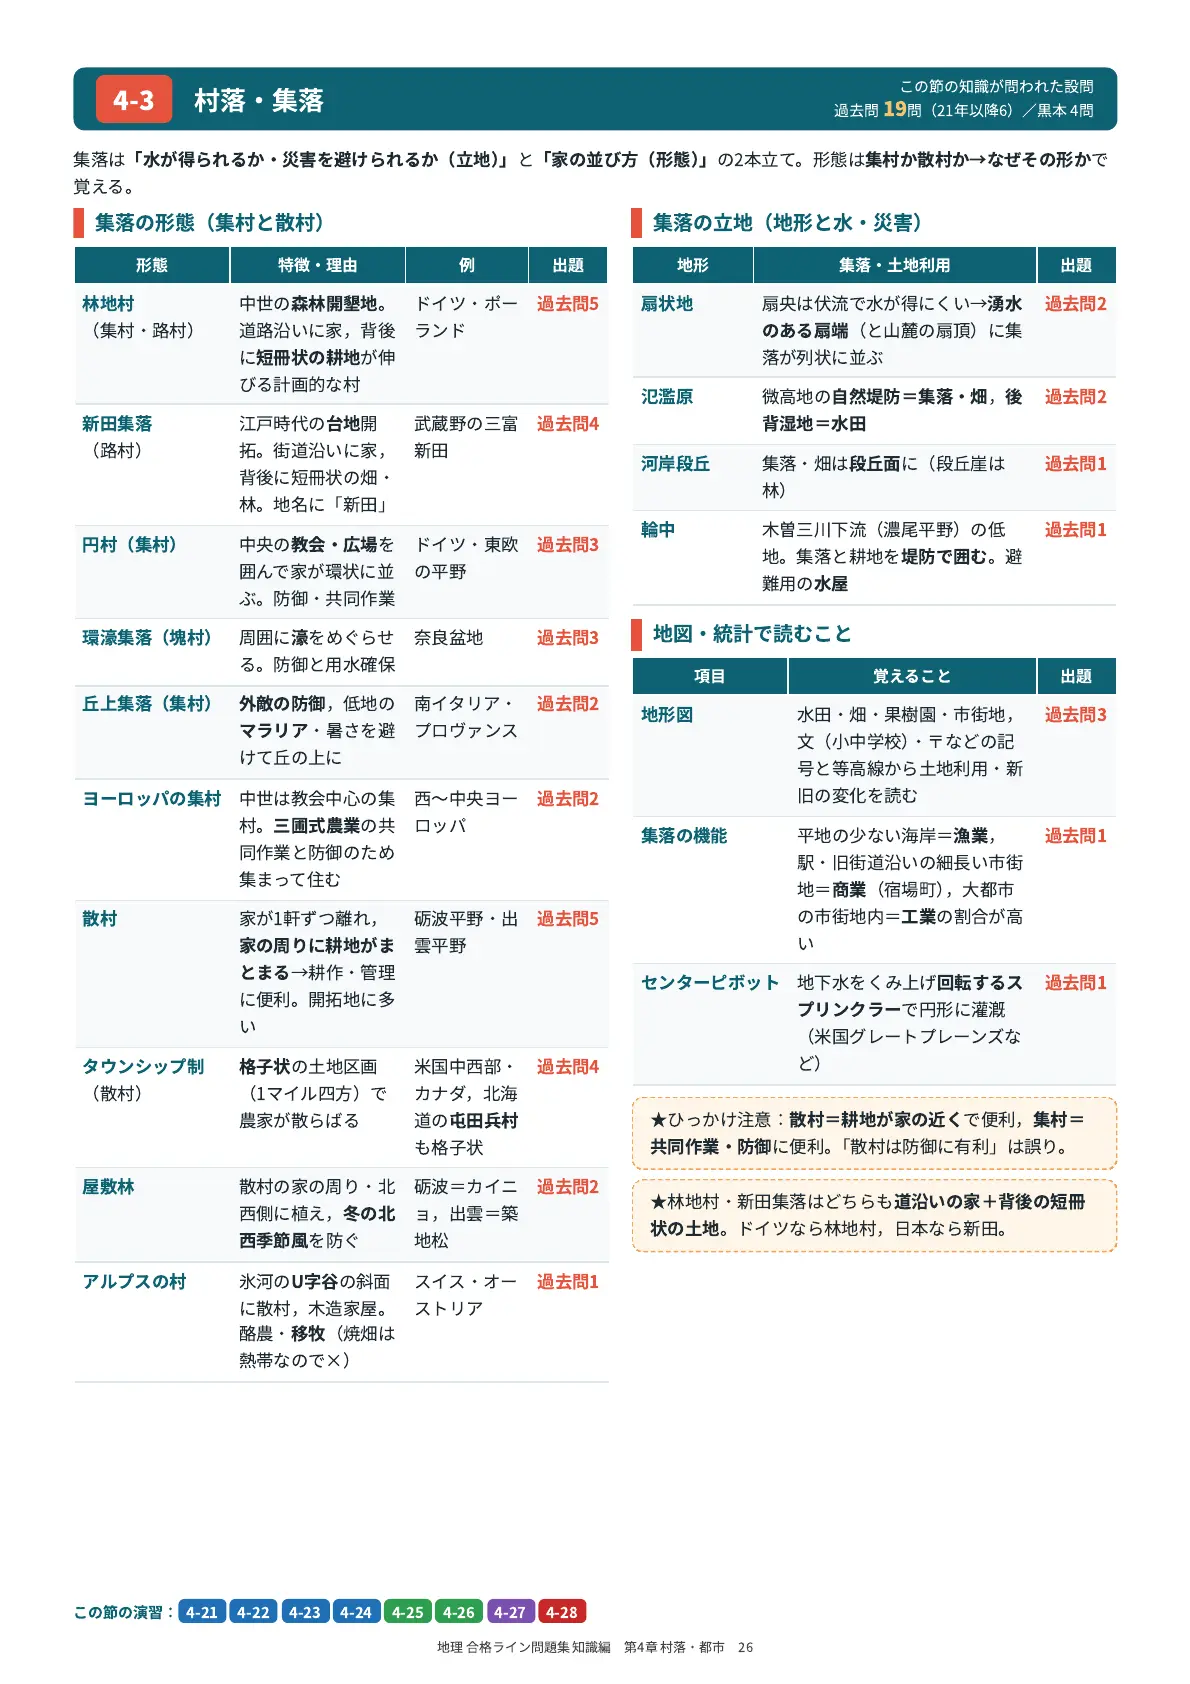 4-3 村落・集落
この節の知識が問われた設問
過去問 19問（21年以降6）／黒本 4問
集落は「水が得られるか・災害を避けられるか（立地）」と「家の並び方（形態）」の2本立て。形態は集村か散村か→なぜその形かで
覚える。
集落の形態（集村と散村）
形態 特徴・理由 例 出題
林地村 中世の森林開墾地。 ドイツ・ポー 過去問5
（集村・路村） 道路沿いに家，背後 ランド
に短冊状の耕地が伸
びる計画的な村
新田集落 江戸時代の台地開 武蔵野の三富 過去問4
（路村） 拓。街道沿いに家， 新田
背後に短冊状の畑・
林。地名に「新田」
円村（集村） 中央の教会・広場を ドイツ・東欧 過去問3
囲んで家が環状に並 の平野
ぶ。防御・共同作業
環濠集落（塊村） 周囲に濠をめぐらせ 奈良盆地 過去問3
る。防御と用水確保
丘上集落（集村） 外敵の防御，低地の 南イタリア・ 過去問2
マラリア・暑さを避 プロヴァンス
けて丘の上に
ヨーロッパの集村 中世は教会中心の集 西〜中央ヨー 過去問2
村。三圃式農業の共 ロッパ
同作業と防御のため
集まって住む
散村 家が1軒ずつ離れ， 砺波平野・出 過去問5
家の周りに耕地がま 雲平野
とまる→耕作・管理
に便利。開拓地に多
い
タウンシップ制 格子状の土地区画 米国中西部・ 過去問4
（散村） （1マイル四方）で カナダ，北海
農家が散らばる 道の屯田兵村
も格子状
屋敷林 散村の家の周り・北 砺波＝カイニ 過去問2
西側に植え，冬の北 ョ，出雲＝築
西季節風を防ぐ 地松
アルプスの村 氷河のU字谷の斜面 スイス・オー 過去問1
に散村，木造家屋。 ストリア
酪農・移牧（焼畑は
熱帯なので×）
集落の立地（地形と水・災害）
地形 集落・土地利用 出題
扇状地 扇央は伏流で水が得にくい→湧水 過去問2
のある扇端（と山麓の扇頂）に集
落が列状に並ぶ
氾濫原 微高地の自然堤防＝集落・畑，後 過去問2
背湿地＝水田
河岸段丘 集落・畑は段丘面に（段丘崖は 過去問1
林）
輪中 木曽三川下流（濃尾平野）の低 過去問1
地。集落と耕地を堤防で囲む。避
難用の水屋
地図・統計で読むこと
項目 覚えること 出題
地形図 水田・畑・果樹園・市街地， 過去問3
文（小中学校）・〒などの記
号と等高線から土地利用・新
旧の変化を読む
集落の機能 平地の少ない海岸＝漁業， 過去問1
駅・旧街道沿いの細長い市街
地＝商業（宿場町），大都市
の市街地内＝工業の割合が高
い
センターピボット 地下水をくみ上げ回転するス 過去問1
プリンクラーで円形に灌漑
（米国グレートプレーンズな
ど）
★ひっかけ注意：散村＝耕地が家の近くで便利，集村＝
共同作業・防御に便利。「散村は防御に有利」は誤り。
★林地村・新田集落はどちらも道沿いの家＋背後の短冊
状の土地。ドイツなら林地村，日本なら新田。
この節の演習： 4-21 4-22 4-23 4-24 4-25 4-26 4-27 4-28
地理 合格ライン問題集 知識編 第4章 村落・都市 26